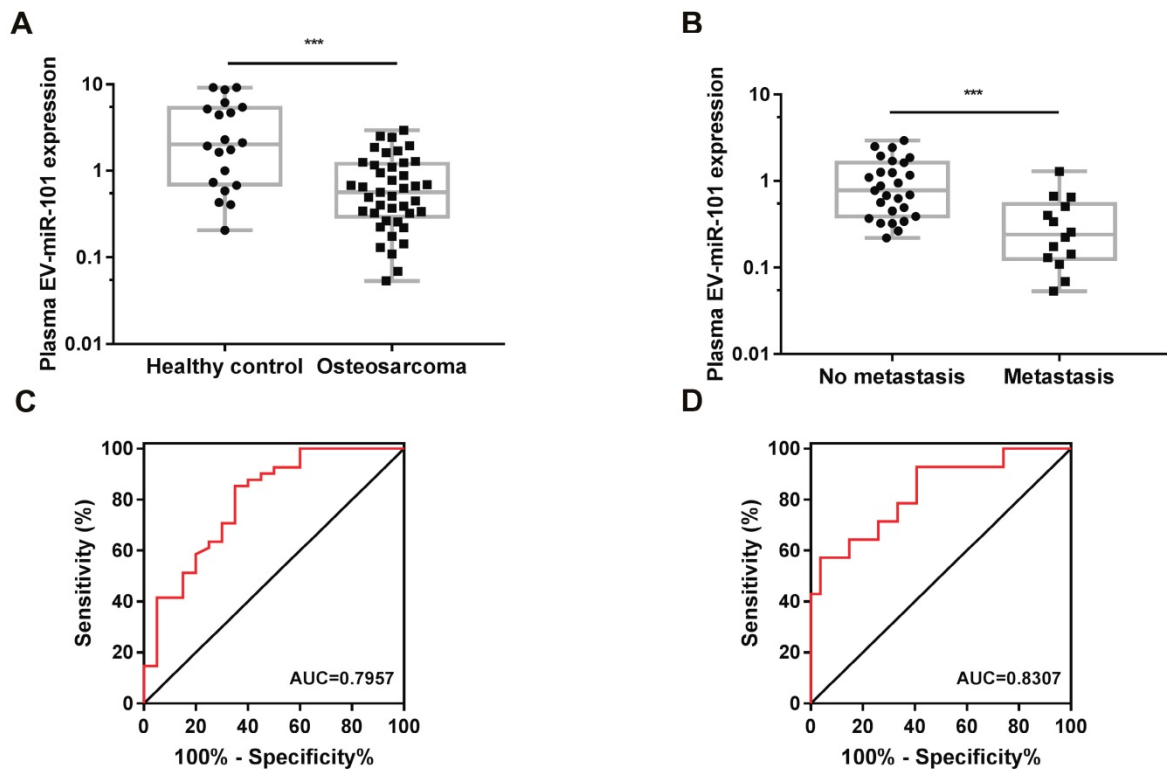 A
***
Plasma EV-miR-101 expression
10
1
0.1
0.01
Healthy control
Osteosarcoma
B
***
Plasma EV-miR-101 expression
10
1
0.1
0.01
No metastasis
Metastasis
C
Sensitivity (%)
100
80
60
40
20
0
AUC=0.7957
0 20 40 60 80 100
100% - Specificity%
D
Sensitivity (%)
100
80
60
40
20
0
AUC=0.8307
0 20 40 60 80 100
100% - Specificity%